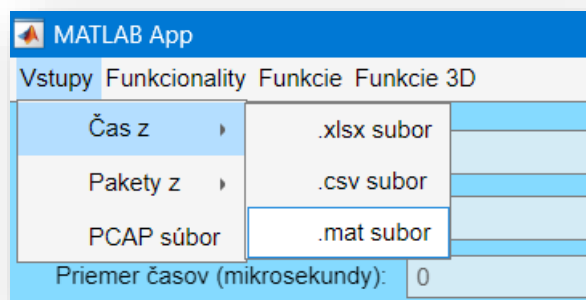 MATLAB App
Vstupy Funkcionality Funkcie Funkcie 3D
Čas z
.xlsx subor
Pakety z
.csv subor
PCAP súbor
.mat subor
Priemer časov (mikrosekundy): 0